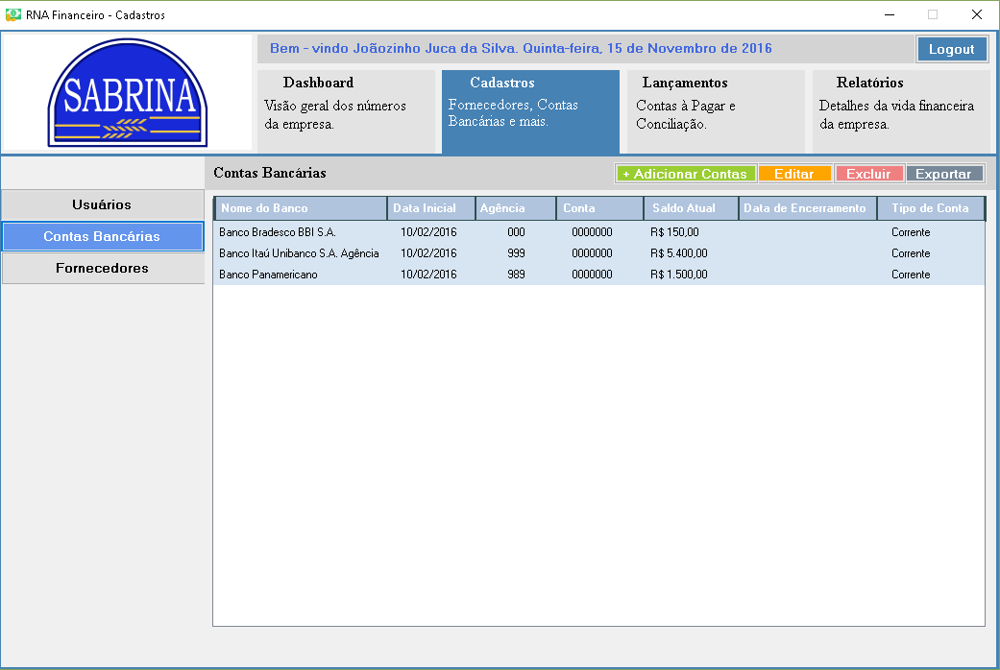 RNA Financeiro - Cadastros
SABRINA
Bem - vindo Joãozinho Juca da Silva. Quinta-feira, 15 de Novembro de 2016
Logout
Dashboard
Visão geral dos números
da empresa.
Cadastros
Fornecedores, Contas
Bancárias e mais.
Lançamentos
Contas à Pagar e
Conciliação.
Relatórios
Detalhes da vida financeira
da empresa.
Usuários
Contas Bancárias
Fornecedores
Contas Bancárias
+ Adicionar Contas Editar Excluir Exportar
Nome do Banco Data Inicial Agência Conta Saldo Atual Data de Encerramento Tipo de Conta
Banco Bradesco BBI S.A. 10/02/2016 000 0000000 R$ 150,00 Corrente
Banco Itaú Unibanco S.A. Agência 10/02/2016 999 0000000 R$ 5.400,00 Corrente
Banco Panamericano 10/02/2016 989 0000000 R$ 1.500,00 Corrente